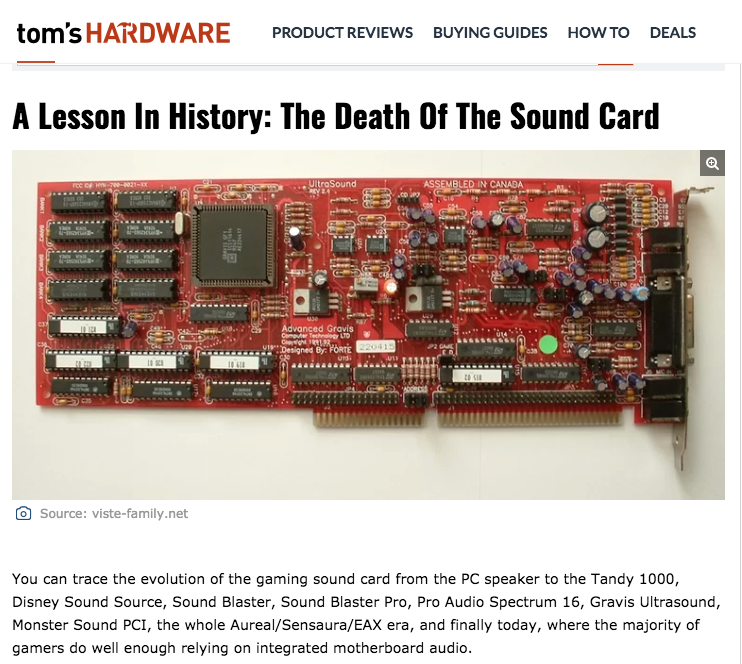 tom's HARDWARE
PRODUCT REVIEWS BUYING GUIDES HOW TO DEALS
A Lesson In History: The Death Of The Sound Card
UltraSound
ASSEMBLED IN CANADA
REV 2.4
Advanced Gravis
Computer Technology LTD
Designed By: FORTE
220415
Source: viste-family.net
You can trace the evolution of the gaming sound card from the PC speaker to the Tandy 1000,
Disney Sound Source, Sound Blaster, Sound Blaster Pro, Pro Audio Spectrum 16, Gravis Ultrasound,
Monster Sound PCI, the whole Aureal/Sensaura/EAX era, and finally today, where the majority of
gamers do well enough relying on integrated motherboard audio.